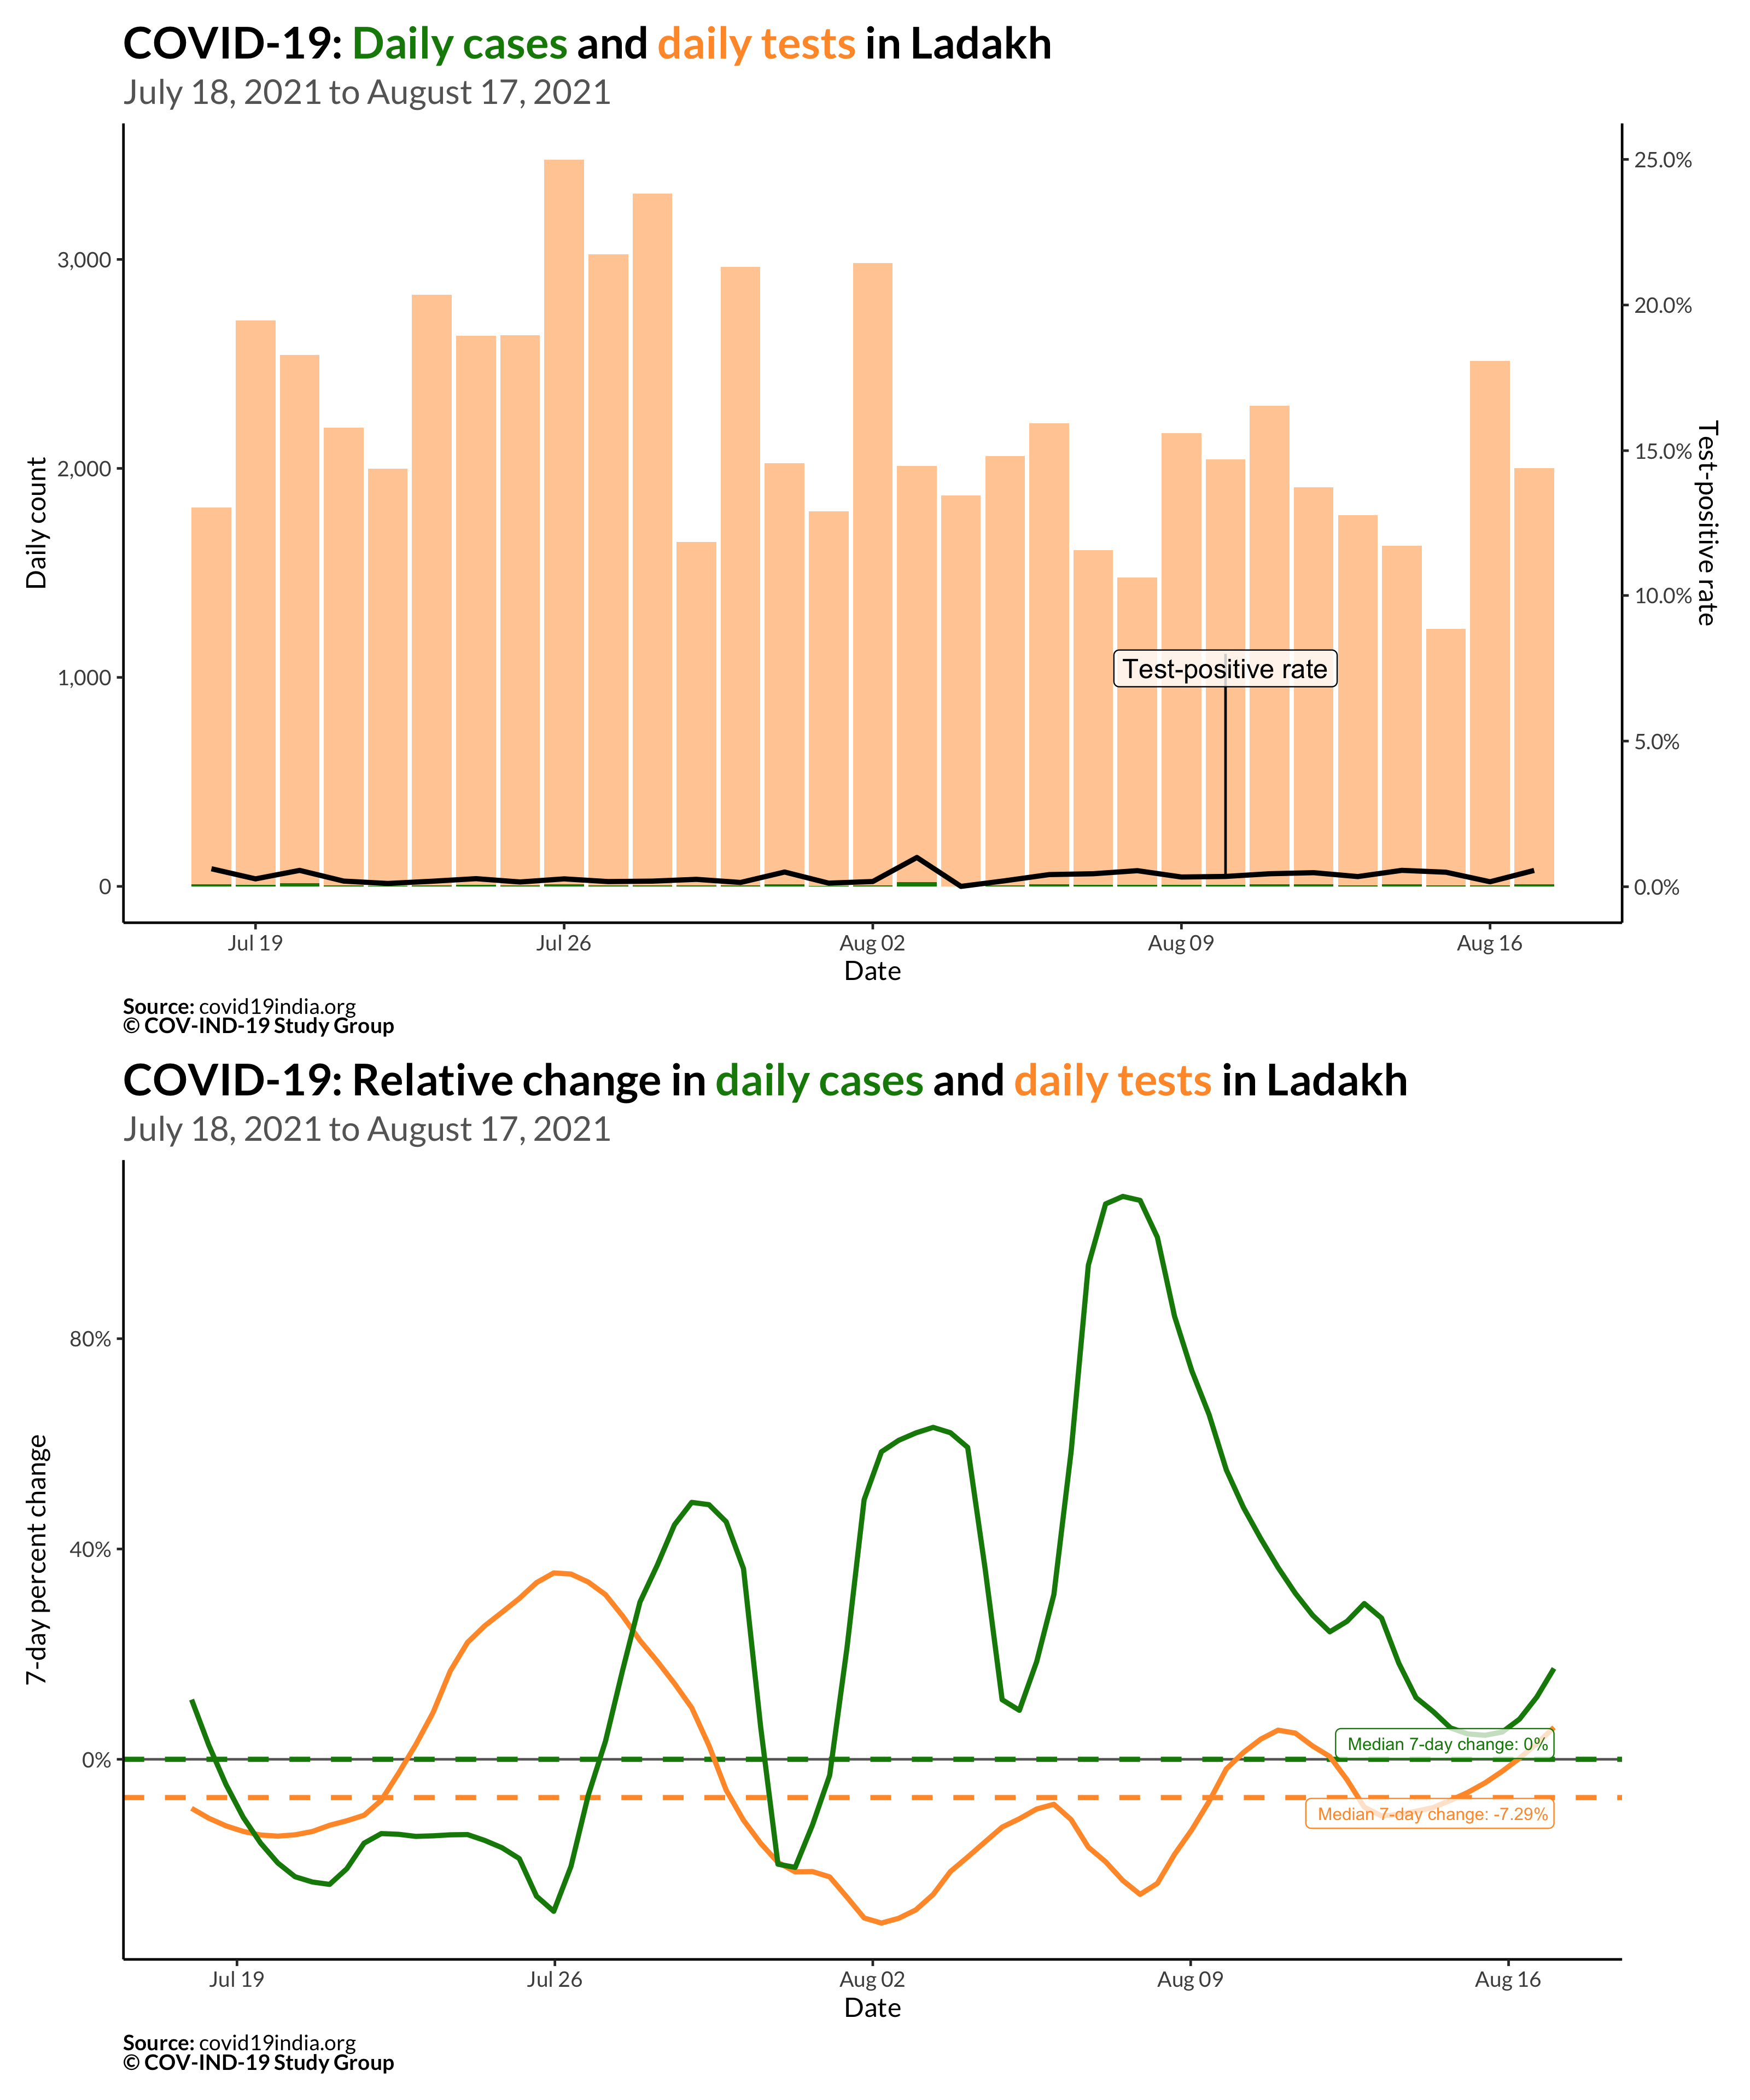 COVID-19: Daily cases and daily tests in Ladakh
July 18, 2021 to August 17, 2021
Daily count
3,000
2,000
1,000
0
25.0%
20.0%
15.0%
10.0%
5.0%
0.0%
Test-positive rate
Test-positive rate
Jul 19
Jul 26
Aug 02
Aug 09
Aug 16
Date
Source: covid19india.org
© COV-IND-19 Study Group
COVID-19: Relative change in daily cases and daily tests in Ladakh
July 18, 2021 to August 17, 2021
7-day percent change
80%
40%
0%
Median 7-day change: 0%
Median 7-day change: -7.29%
Jul 19
Jul 26
Aug 02
Aug 09
Aug 16
Date
Source: covid19india.org
© COV-IND-19 Study Group